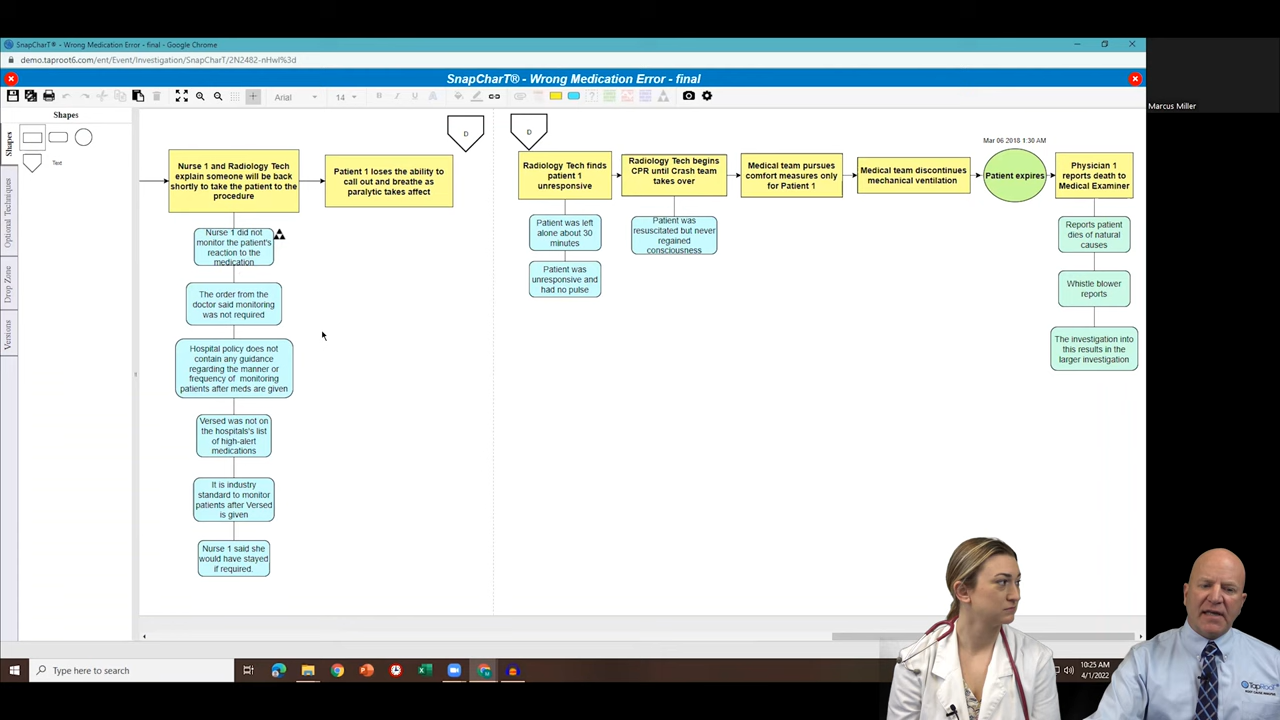 SnapCharT® - Wrong Medication Error - final - Google Chrome
demo.taproot6.com/ent/Event/Investigation/SnapCharT/2N2482-nHwl%3d
SnapCharT® - Wrong Medication Error - final
Arial
14
Marcus Miller
Shapes
Shapes
Optional Techniques
Drop Zone
Versions
Text
D
D
Mar 06 2018 1:30 AM
Nurse 1 and Radiology Tech
explain someone will be back
shortly to take the patient to the
procedure
Patient 1 loses the ability to
call out and breathe as
paralytic takes affect
Radiology Tech finds
patient 1
unresponsive
Radiology Tech begins
CPR until Crash team
takes over
Medical team pursues
comfort measures only
for Patient 1
Medical team discontinues
mechanical ventilation
Patient expires
Physician 1
reports death to
Medical Examiner
Nurse 1 did not
monitor the patient's
reaction to the
medication
The order from the
doctor said monitoring
was not required
Hospital policy does not
contain any guidance
regarding the manner or
frequency of monitoring
patients after meds are given
Versed was not on
the hospitals's list
of high-alert
medications
It is industry
standard to monitor
patients after Versed
is given
Nurse 1 said she
would have stayed
if required.
Patient was left
alone about 30
minutes
Patient was
unresponsive and
had no pulse
Patient was
resuscitated but never
regained
consciousness
Reports patient
dies of natural
causes
Whistle blower
reports
The investigation into
this results in the
larger investigation
Type here to search
10:25 AM
4/1/2022
TapRooT